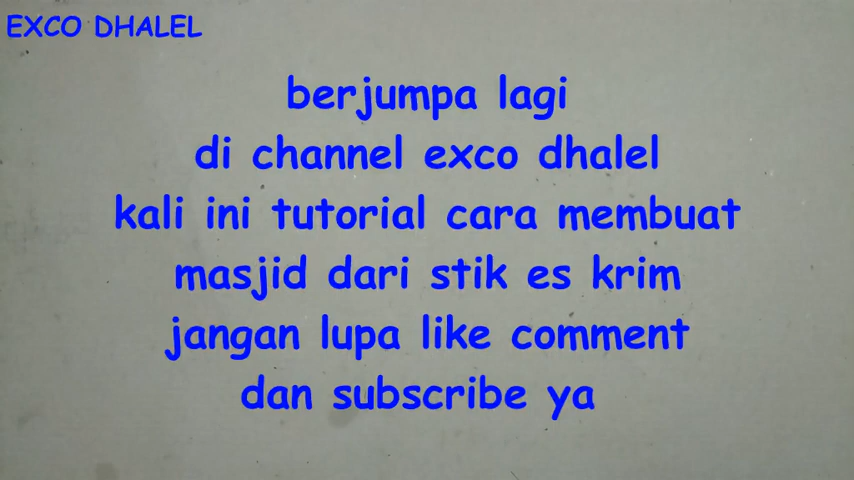 EXCO DHALEL
berjumpa lagi
di channel exco dhalel
kali ini tutorial cara membuat
masjid dari stik es krim
jangan lupa like comment
dan subscribe ya